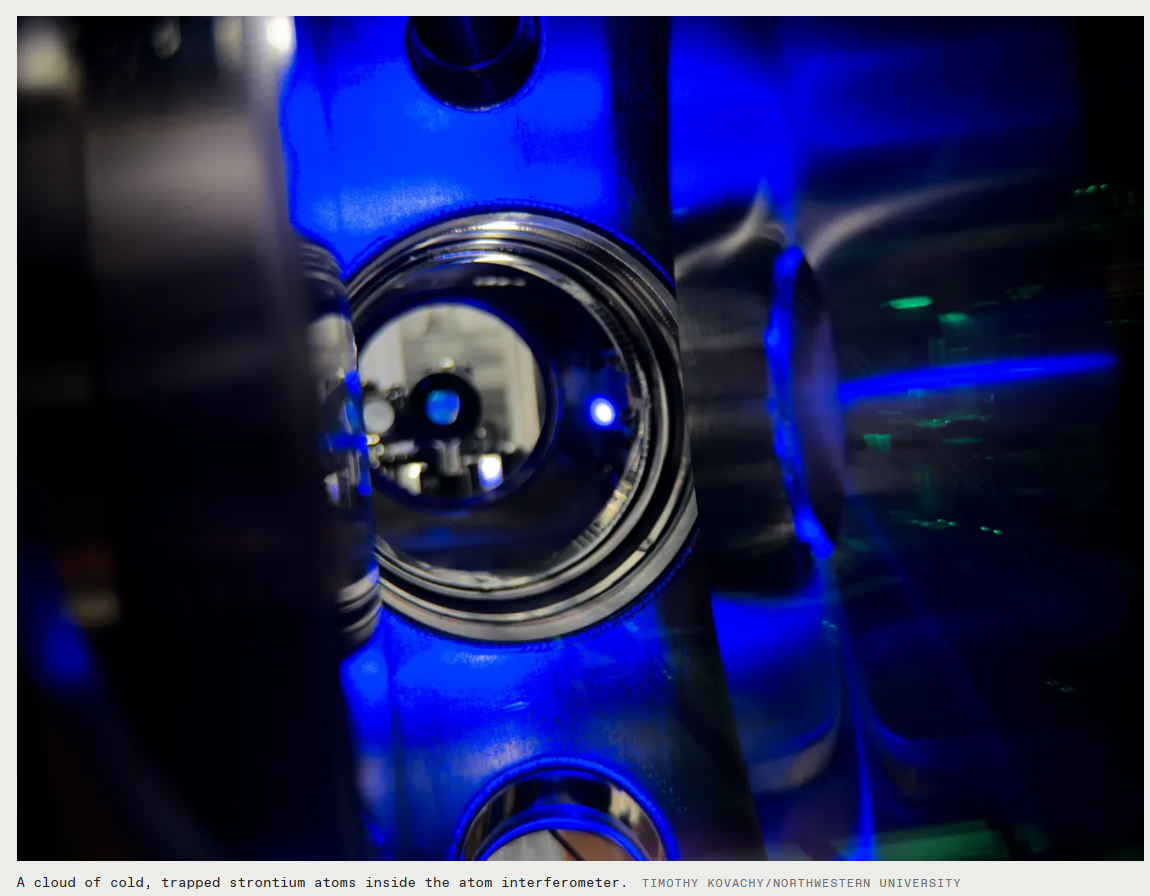 A cloud of cold, trapped strontium atoms inside the atom interferometer. TIMOTHY KOVACHY/NORTHWESTERN UNIVERSITY